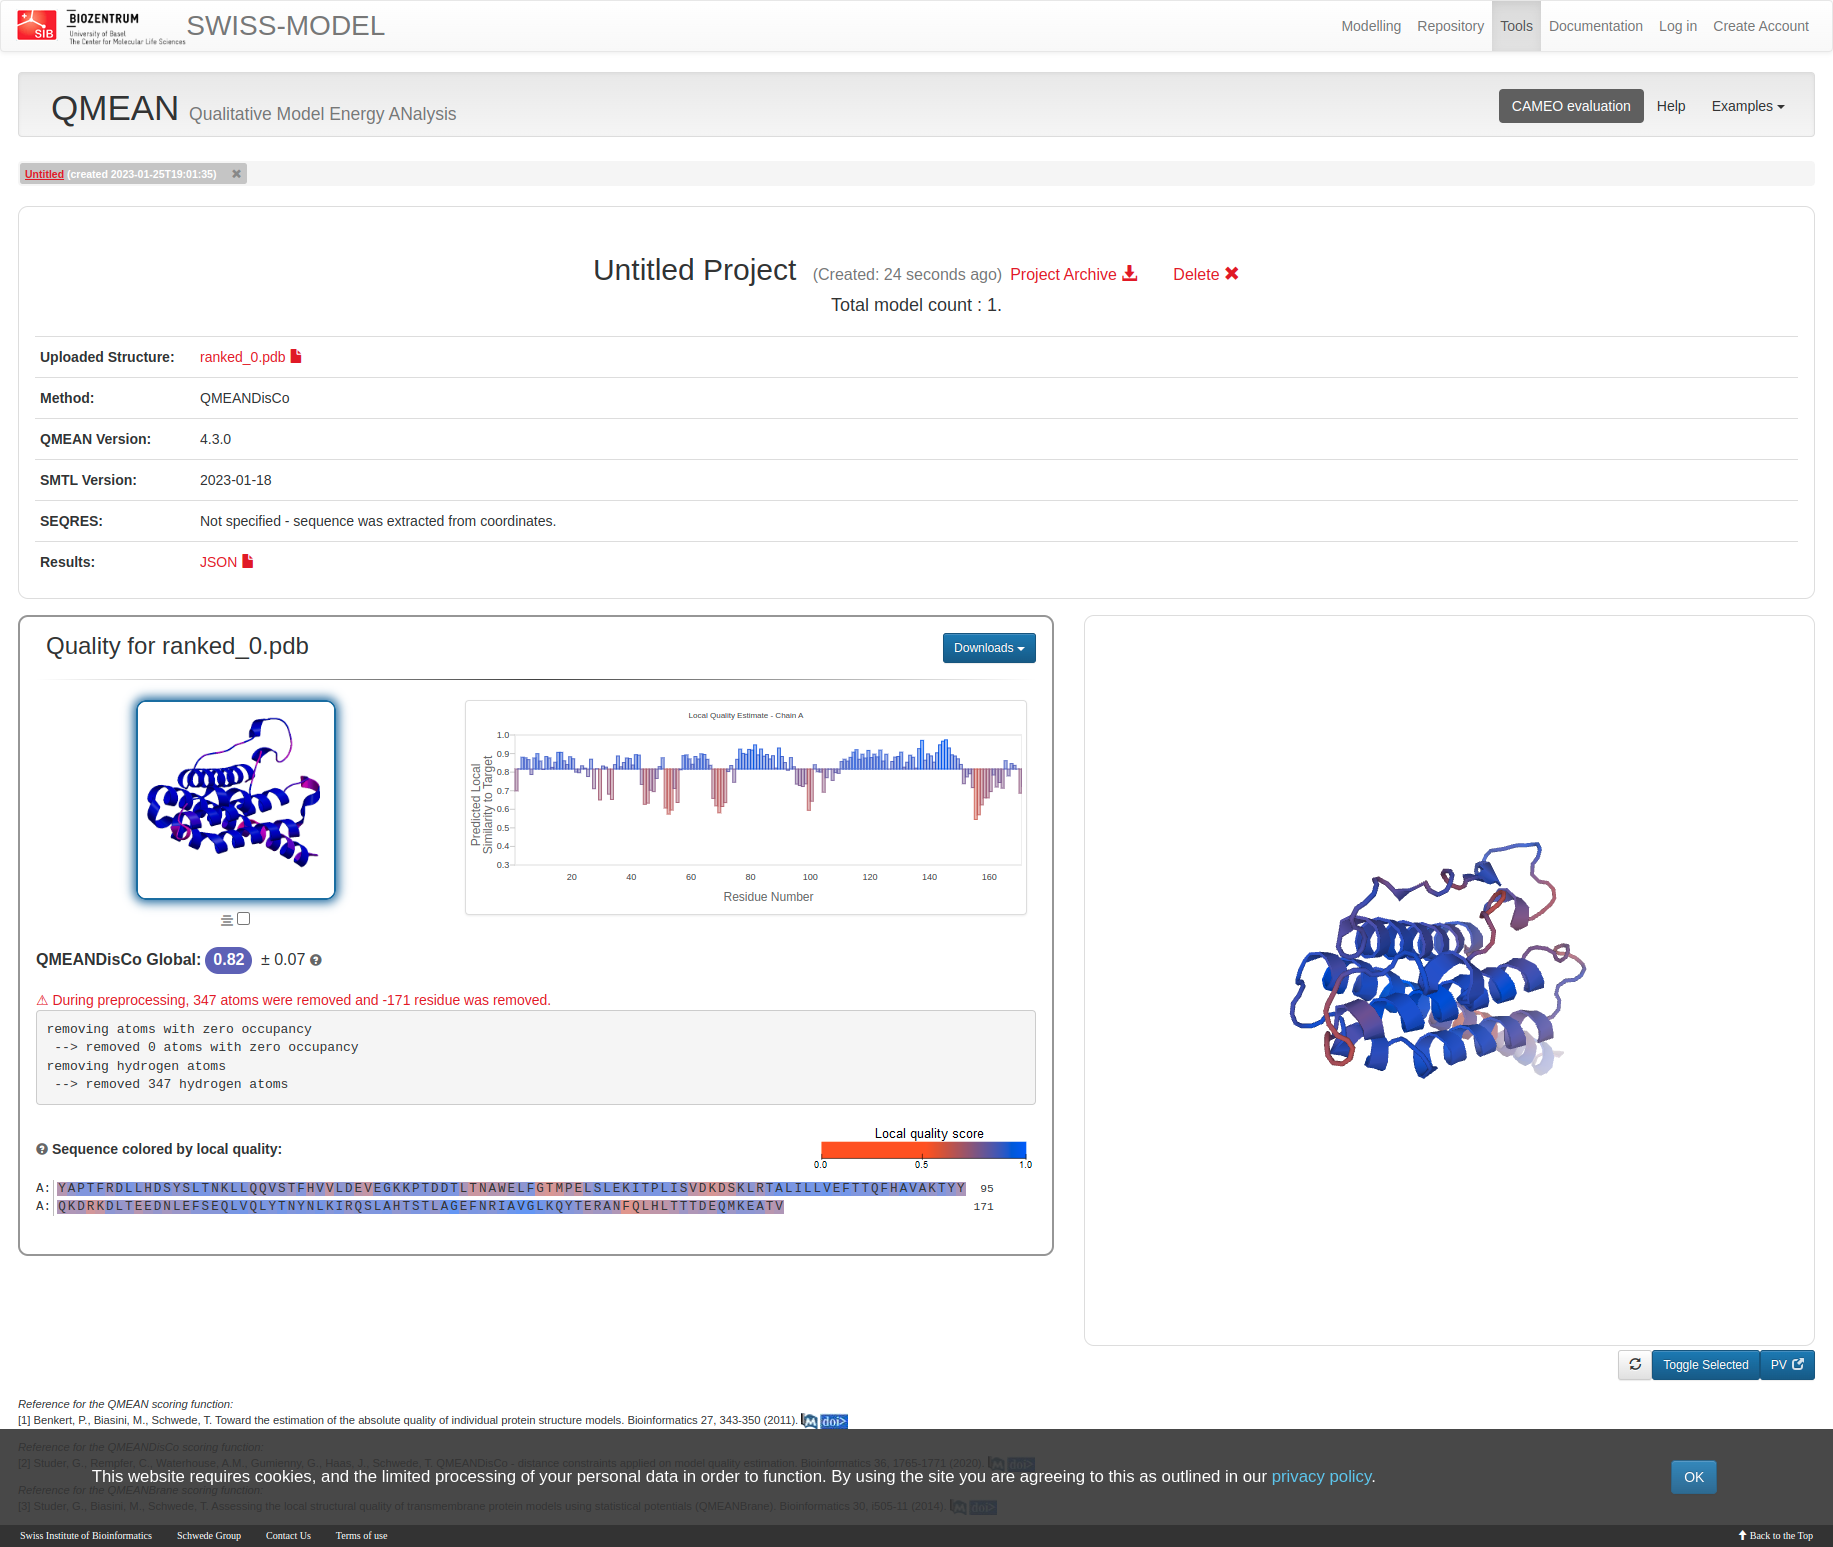 SIB
BIOZENTRUM
University of Basel
The Center for Molecular Life Sciences
SWISS-MODEL
Modelling Repository Tools Documentation Log in Create Account
QMEAN Qualitative Model Energy ANalysis
CAMEO evaluation Help Examples
Untitled (created 2023-01-25T19:01:35) ✖
Untitled Project (Created: 24 seconds ago) Project Archive Delete ✖
Total model count : 1.
Uploaded Structure: ranked_0.pdb
Method: QMEANDisCo
QMEAN Version: 4.3.0
SMTL Version: 2023-01-18
SEQRES: Not specified - sequence was extracted from coordinates.
Results: JSON
Quality for ranked_0.pdb
Downloads
Local Quality Estimate - Chain A
Predicted Local
Similarity to Target
1.0
0.9
0.8
0.7
0.6
0.5
0.4
0.3
20 40 60 80 100 120 140 160
Residue Number
QMEANDisCo Global: 0.82 ± 0.07 ?
⚠ During preprocessing, 347 atoms were removed and -171 residue was removed.
removing atoms with zero occupancy
--> removed 0 atoms with zero occupancy
removing hydrogen atoms
--> removed 347 hydrogen atoms
? Sequence colored by local quality:
Local quality score
0.0 0.5 1.0
A: YAPTFRDLLHDSYSLTNKLLQQVSTFHVVLDEVEGKKPTDDTLTNAWELFGTMPELSLEKITPLISVDKDSKLRTALILLVEFTTQFHAVAKTYY 95
A: QKDRKDLTEEDNLEFSEQLVQLYTNYNLKIRQSLAHTSTLAGEFNRIAVGLKQYTERANFQLHLTTTDEQMKEATV 171
Toggle Selected PV
Reference for the QMEAN scoring function:
[1] Benkert, P., Biasini, M., Schwede, T. Toward the estimation of the absolute quality of individual protein structure models. Bioinformatics 27, 343-350 (2011). M doi>
Reference for the QMEANDisCo scoring function:
[2] Studer, G., Rempfer, C., Waterhouse, A.M., Gumienny, G., Haas, J., Schwede, T. QMEANDisCo - distance constraints applied on model quality estimation. Bioinformatics 36, 1765-1771 (2020). M doi>
This website requires cookies, and the limited processing of your personal data in order to function. By using the site you are agreeing to this as outlined in our privacy policy.
OK
Reference for the QMEANBrane scoring function:
[3] Studer, G., Biasini, M., Schwede, T. Assessing the local structural quality of transmembrane protein models using statistical potentials (QMEANBrane). Bioinformatics 30, i505-11 (2014). M doi>
Swiss Institute of Bioinformatics Schwede Group Contact Us Terms of use
Back to the Top